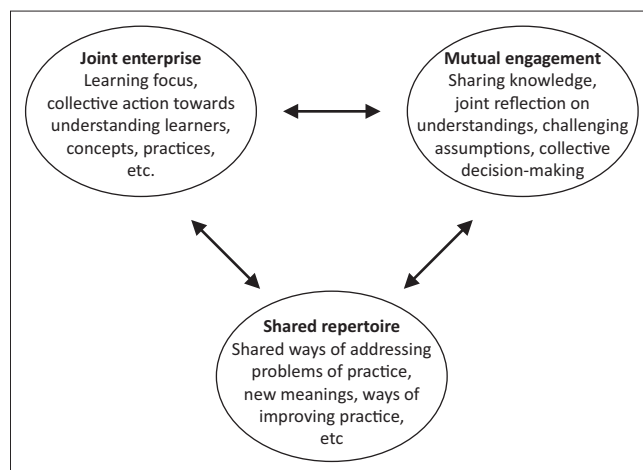 Joint enterprise
Learning focus,
collective action towards
understanding learners,
concepts, practices,
etc.
Mutual engagement
Sharing knowledge,
joint reflection on
understandings, challenging
assumptions, collective
decision-making
Shared repertoire
Shared ways of addressing
problems of practice,
new meanings, ways of
improving practice,
etc